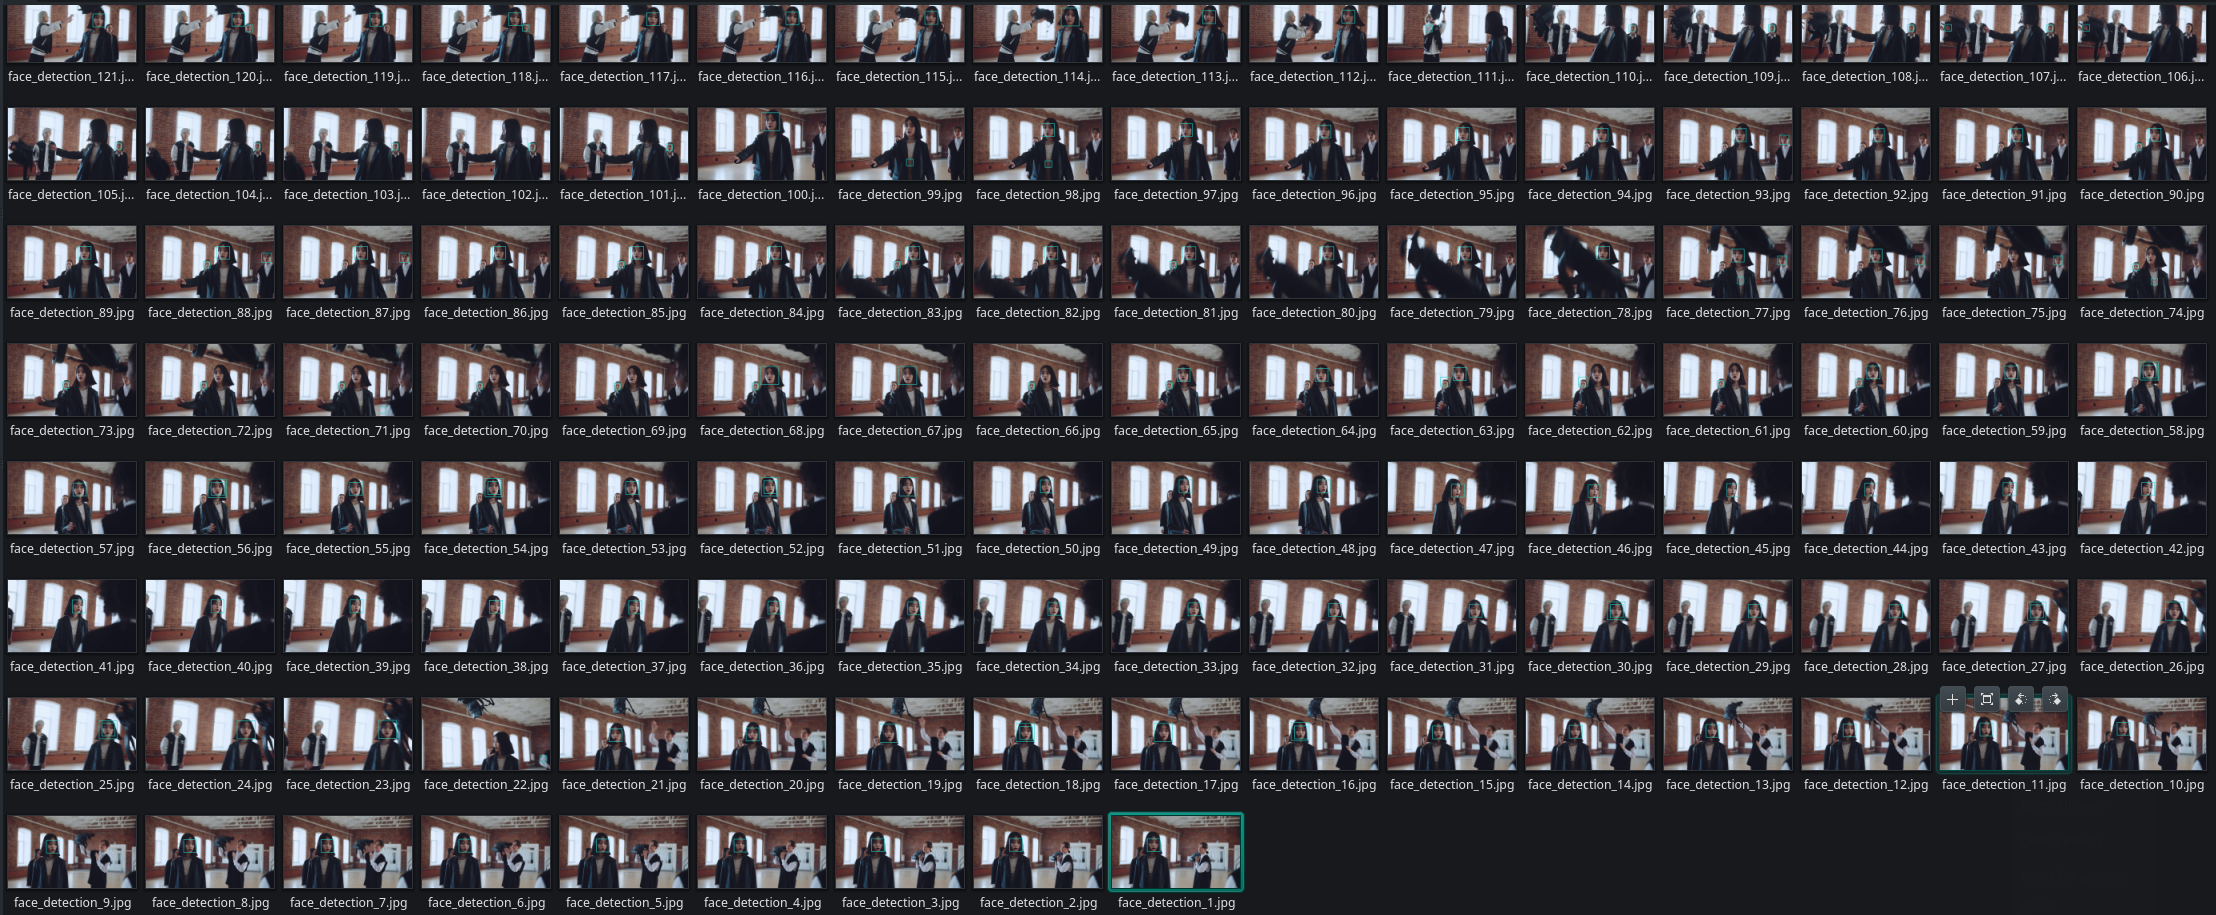 face_detection_121.j... face_detection_120.j... face_detection_119.j... face_detection_118.j... face_detection_117.j... face_detection_116.j... face_detection_115.j... face_detection_114.j... face_detection_113.j... face_detection_112.j... face_detection_111.j... face_detection_110.j... face_detection_109.j... face_detection_108.j... face_detection_107.j... face_detection_106.j...
face_detection_105.j... face_detection_104.j... face_detection_103.j... face_detection_102.j... face_detection_101.j... face_detection_100.j... face_detection_99.jpg face_detection_98.jpg face_detection_97.jpg face_detection_96.jpg face_detection_95.jpg face_detection_94.jpg face_detection_93.jpg face_detection_92.jpg face_detection_91.jpg face_detection_90.jpg
face_detection_89.jpg face_detection_88.jpg face_detection_87.jpg face_detection_86.jpg face_detection_85.jpg face_detection_84.jpg face_detection_83.jpg face_detection_82.jpg face_detection_81.jpg face_detection_80.jpg face_detection_79.jpg face_detection_78.jpg face_detection_77.jpg face_detection_76.jpg face_detection_75.jpg face_detection_74.jpg
face_detection_73.jpg face_detection_72.jpg face_detection_71.jpg face_detection_70.jpg face_detection_69.jpg face_detection_68.jpg face_detection_67.jpg face_detection_66.jpg face_detection_65.jpg face_detection_64.jpg face_detection_63.jpg face_detection_62.jpg face_detection_61.jpg face_detection_60.jpg face_detection_59.jpg face_detection_58.jpg
face_detection_57.jpg face_detection_56.jpg face_detection_55.jpg face_detection_54.jpg face_detection_53.jpg face_detection_52.jpg face_detection_51.jpg face_detection_50.jpg face_detection_49.jpg face_detection_48.jpg face_detection_47.jpg face_detection_46.jpg face_detection_45.jpg face_detection_44.jpg face_detection_43.jpg face_detection_42.jpg
face_detection_41.jpg face_detection_40.jpg face_detection_39.jpg face_detection_38.jpg face_detection_37.jpg face_detection_36.jpg face_detection_35.jpg face_detection_34.jpg face_detection_33.jpg face_detection_32.jpg face_detection_31.jpg face_detection_30.jpg face_detection_29.jpg face_detection_28.jpg face_detection_27.jpg face_detection_26.jpg
face_detection_25.jpg face_detection_24.jpg face_detection_23.jpg face_detection_22.jpg face_detection_21.jpg face_detection_20.jpg face_detection_19.jpg face_detection_18.jpg face_detection_17.jpg face_detection_16.jpg face_detection_15.jpg face_detection_14.jpg face_detection_13.jpg face_detection_12.jpg face_detection_11.jpg face_detection_10.jpg
face_detection_9.jpg face_detection_8.jpg face_detection_7.jpg face_detection_6.jpg face_detection_5.jpg face_detection_4.jpg face_detection_3.jpg face_detection_2.jpg face_detection_1.jpg